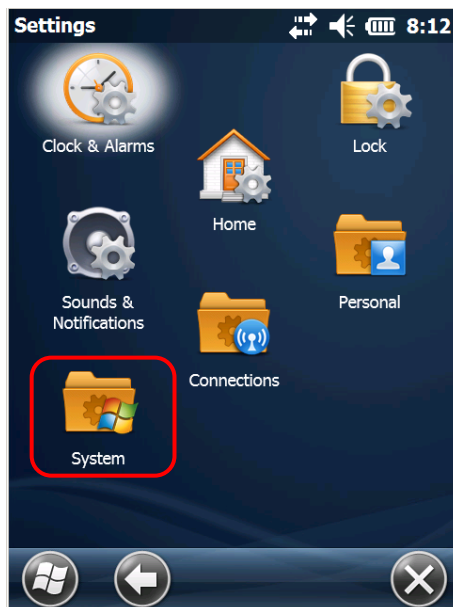 Settings 8:12
Clock & Alarms
Lock
Home
Sounds &
Notifications
Personal
Connections
System